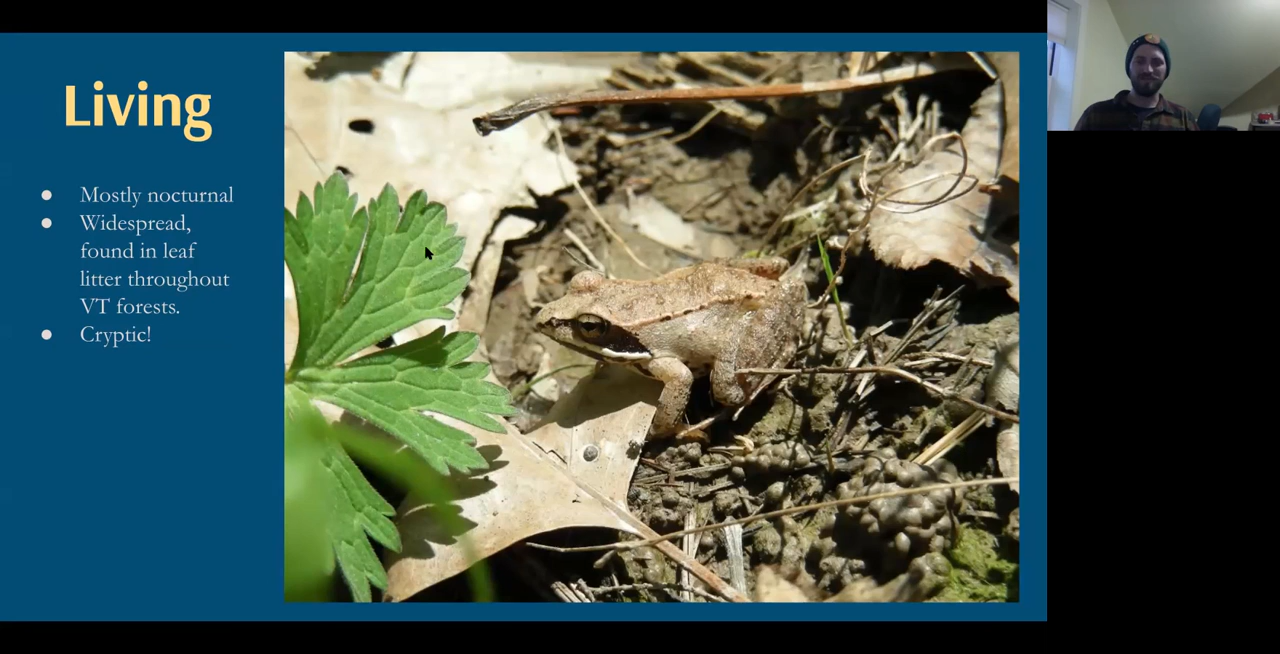 Living
● Mostly nocturnal
● Widespread,
found in leaf
litter throughout
VT forests.
● Cryptic!